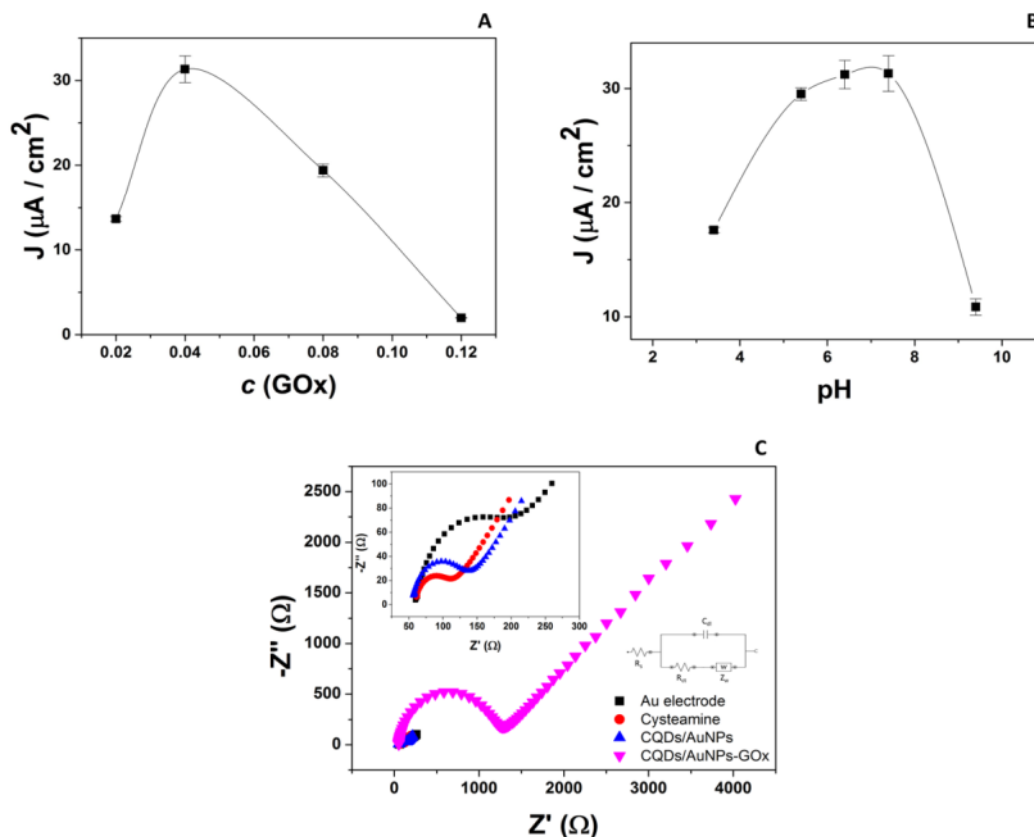 A
J (μA / cm²)
30
20
10
0
0.02 0.04 0.06 0.08 0.10 0.12
c (GOx)
J (μA / cm²)
30
20
10
2 4 6 8 10
pH
C
-Z'' (Ω)
2500
2000
1500
1000
500
0
0 1000 2000 3000 4000
Z' (Ω)
-Z'' (Ω)
100
80
60
40
20
0
0 50 100 150 200 250 300
Z' (Ω)
Rct
W
Au electrode
Cysteamine
CQDs/AuNPs
CQDs/AuNPs-GOx